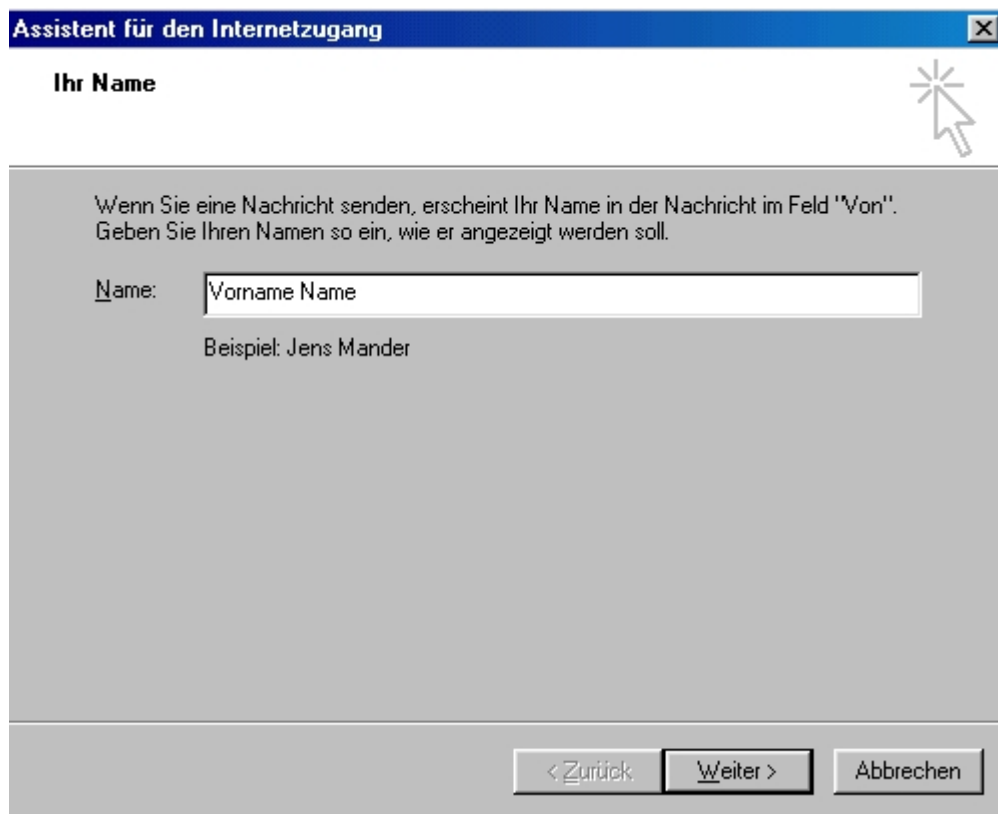 Assistent für den Internetzugang
Ihr Name
Wenn Sie eine Nachricht senden, erscheint Ihr Name in der Nachricht im Feld "Von".
Geben Sie Ihren Namen so ein, wie er angezeigt werden soll.
Name: Vorname Name
Beispiel: Jens Mander
< Zurück Weiter > Abbrechen